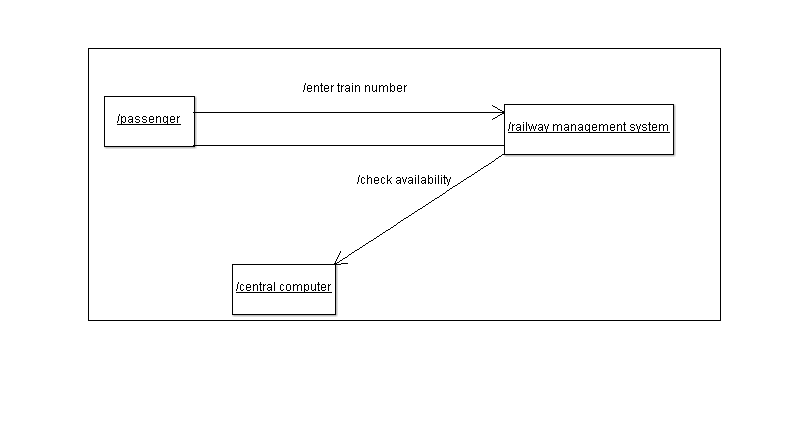 /enter train number
/passenger
/railway management system
/check availability
/central computer